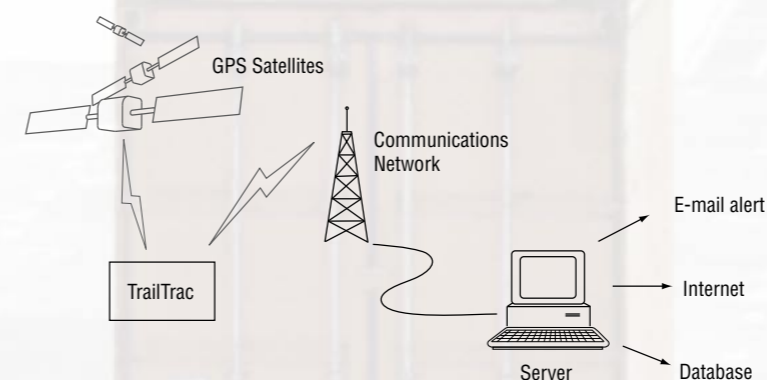 GPS Satellites
Communications
Network
E-mail alert
TrailTrac
Internet
Server
Database